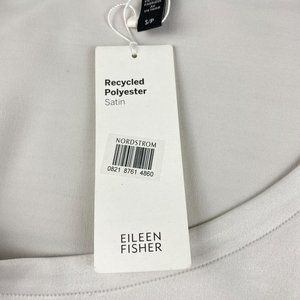 S/P
Recycled
Polyester
Satin
NORDSTROM
0821 8761 4860
EILEEN
FISHER